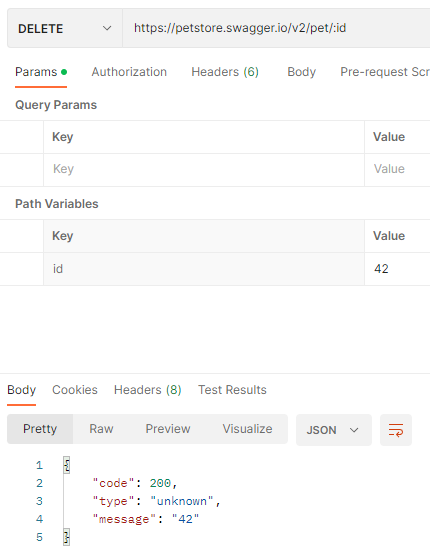 DELETE https://petstore.swagger.io/v2/pet/:id
Params Authorization Headers (6) Body Pre-request Scr
Query Params
Key Value
Key Value
Path Variables
Key Value
id 42
Body Cookies Headers (8) Test Results
Pretty Raw Preview Visualize JSON
1 {
2 "code": 200,
3 "type": "unknown",
4 "message": "42"
5 }